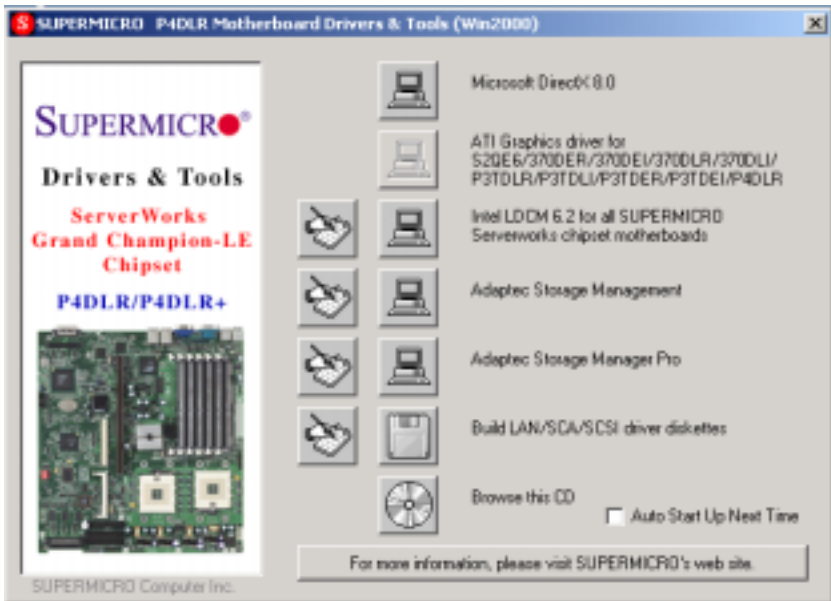 SUPERMICRO P4DLR Motherboard Drivers & Tools (Win2000)
SUPERMICRO®
Drivers & Tools
ServerWorks
Grand Champion-LE
Chipset
P4DLR/P4DLR+
SUPERMICRO Computer Inc.
Microsoft DirectX 8.0
ATI Graphics driver for
S2QE6/370DER/370DEI/370DLR/370DLI/
P3TDLR/P3TDLI/P3TDER/P3TDEI/P4DLR
Intel LDCM 6.2 for all SUPERMICRO
Serverworks chipset motherboards
Adaptec Storage Management
Adaptec Storage Manager Pro
Build LAN/SCA/SCSI driver diskettes
Browse this CD
Auto Start Up Next Time
For more information, please visit SUPERMICRO's web site.